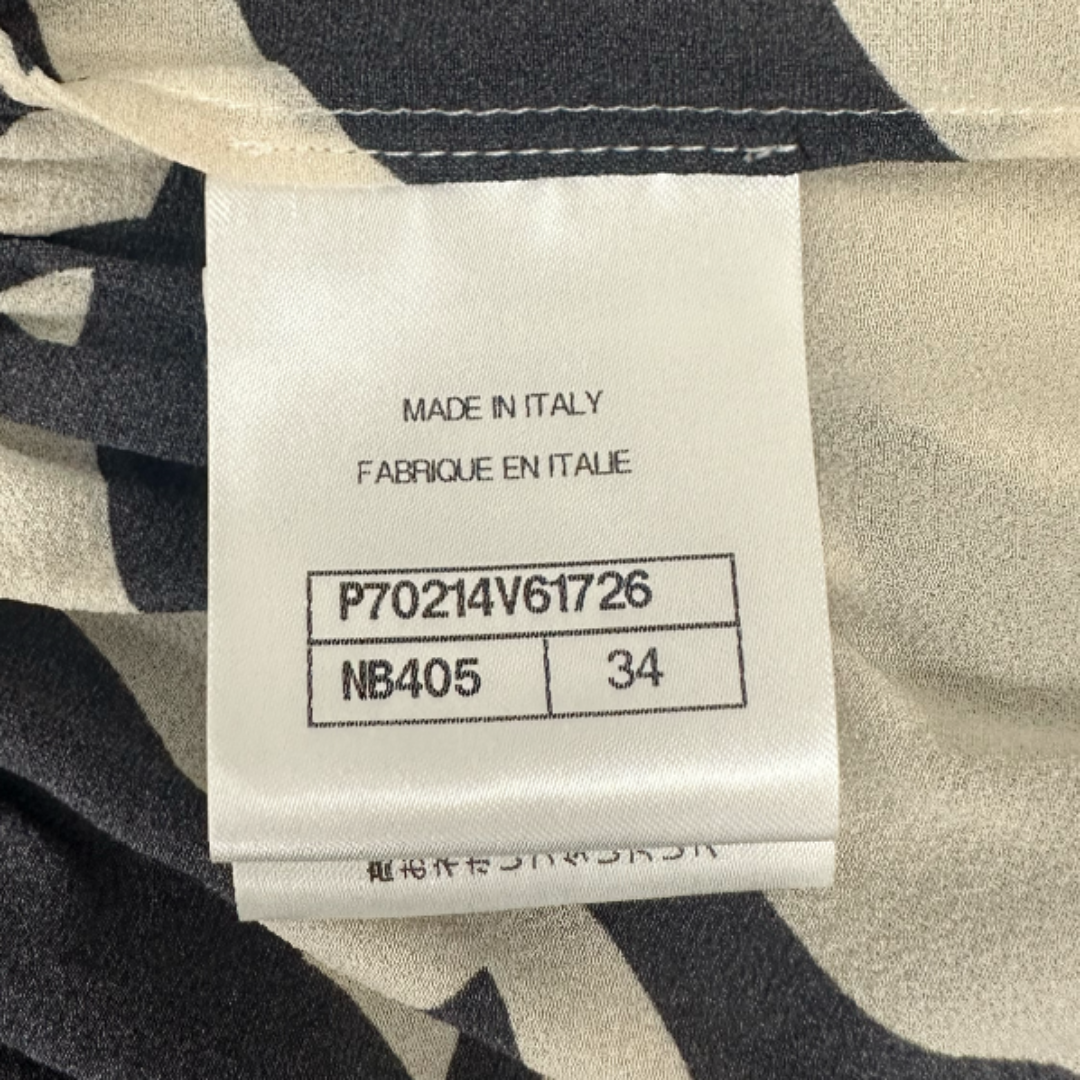 MADE IN ITALY
FABRIQUE EN ITALIE
P70214V61726
NB405 34